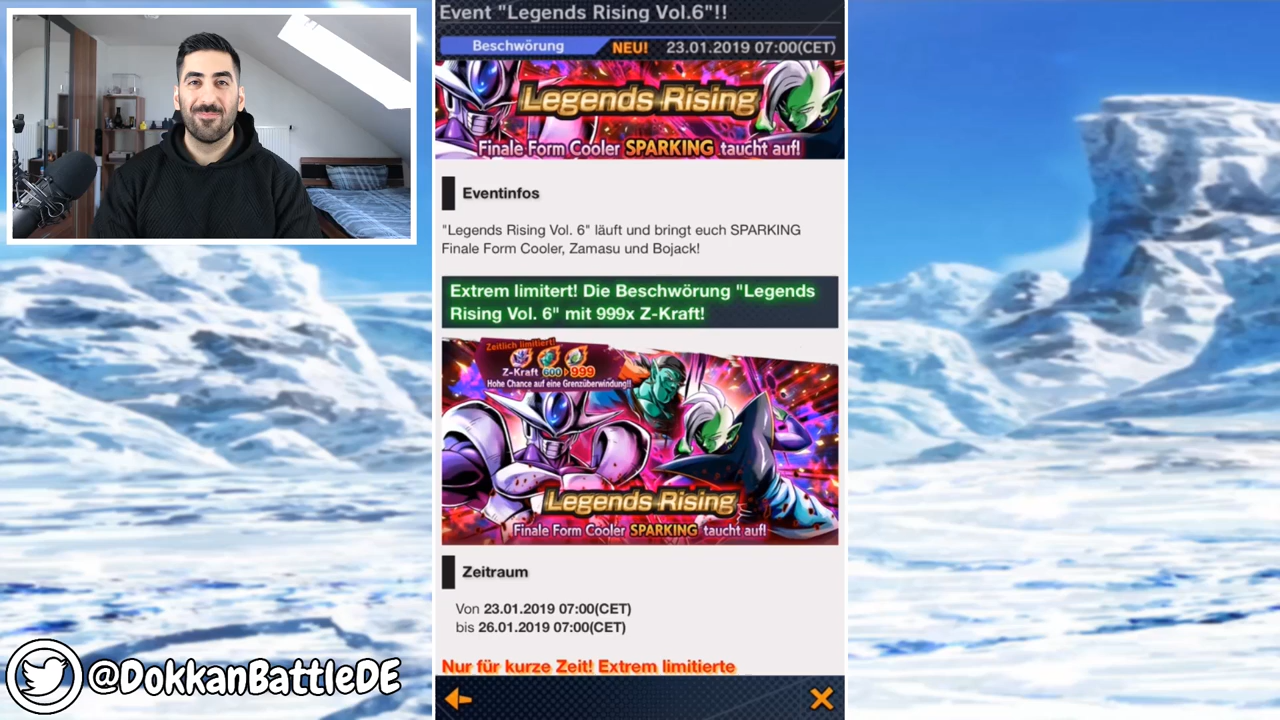 Event "Legends Rising Vol.6"!!
Beschwörung NEU! 23.01.2019 07:00(CET)
Legends Rising
Finale Form Cooler SPARKING taucht auf!
Eventinfos
"Legends Rising Vol. 6" läuft und bringt euch SPARKING
Finale Form Cooler, Zamasu und Bojack!
Extrem limitert! Die Beschwörung "Legends
Rising Vol. 6" mit 999x Z-Kraft!
Zeitlich limitiert!
Z-Kraft 600 999
Hohe Chance auf eine Grenzüberwindung!!
Legends Rising
Finale Form Cooler SPARKING taucht auf!
Zeitraum
Von 23.01.2019 07:00(CET)
bis 26.01.2019 07:00(CET)
Nur für kurze Zeit! Extrem limitierte
@DokkanBattleDE